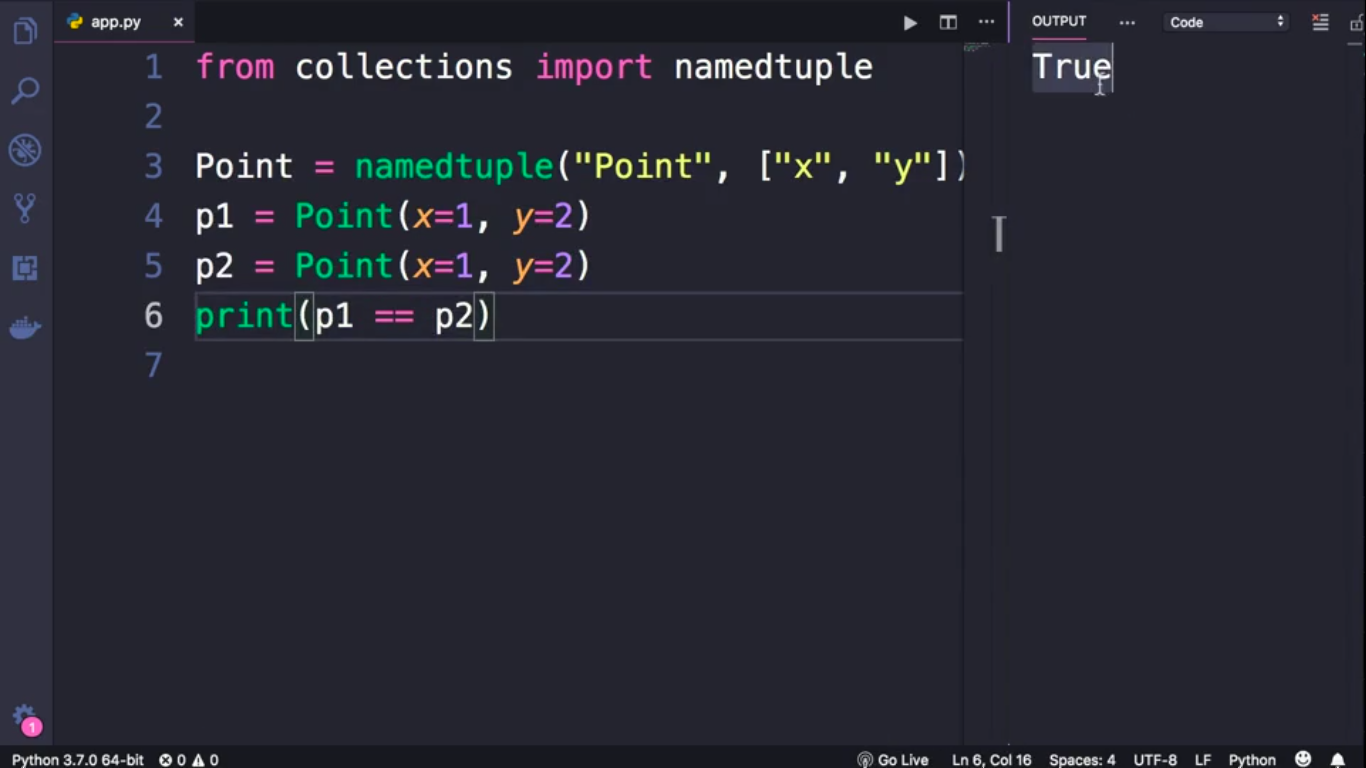 app.py
OUTPUT
Code
1 from collections import namedtuple
True
2
3 Point = namedtuple("Point", ["x", "y"])
4 p1 = Point(x=1, y=2)
5 p2 = Point(x=1, y=2)
6 print(p1 == p2)
7
1
Python 3.7.0 64-bit 0 0 Go Live Ln 6, Col 16 Spaces: 4 UTF-8 LF Python